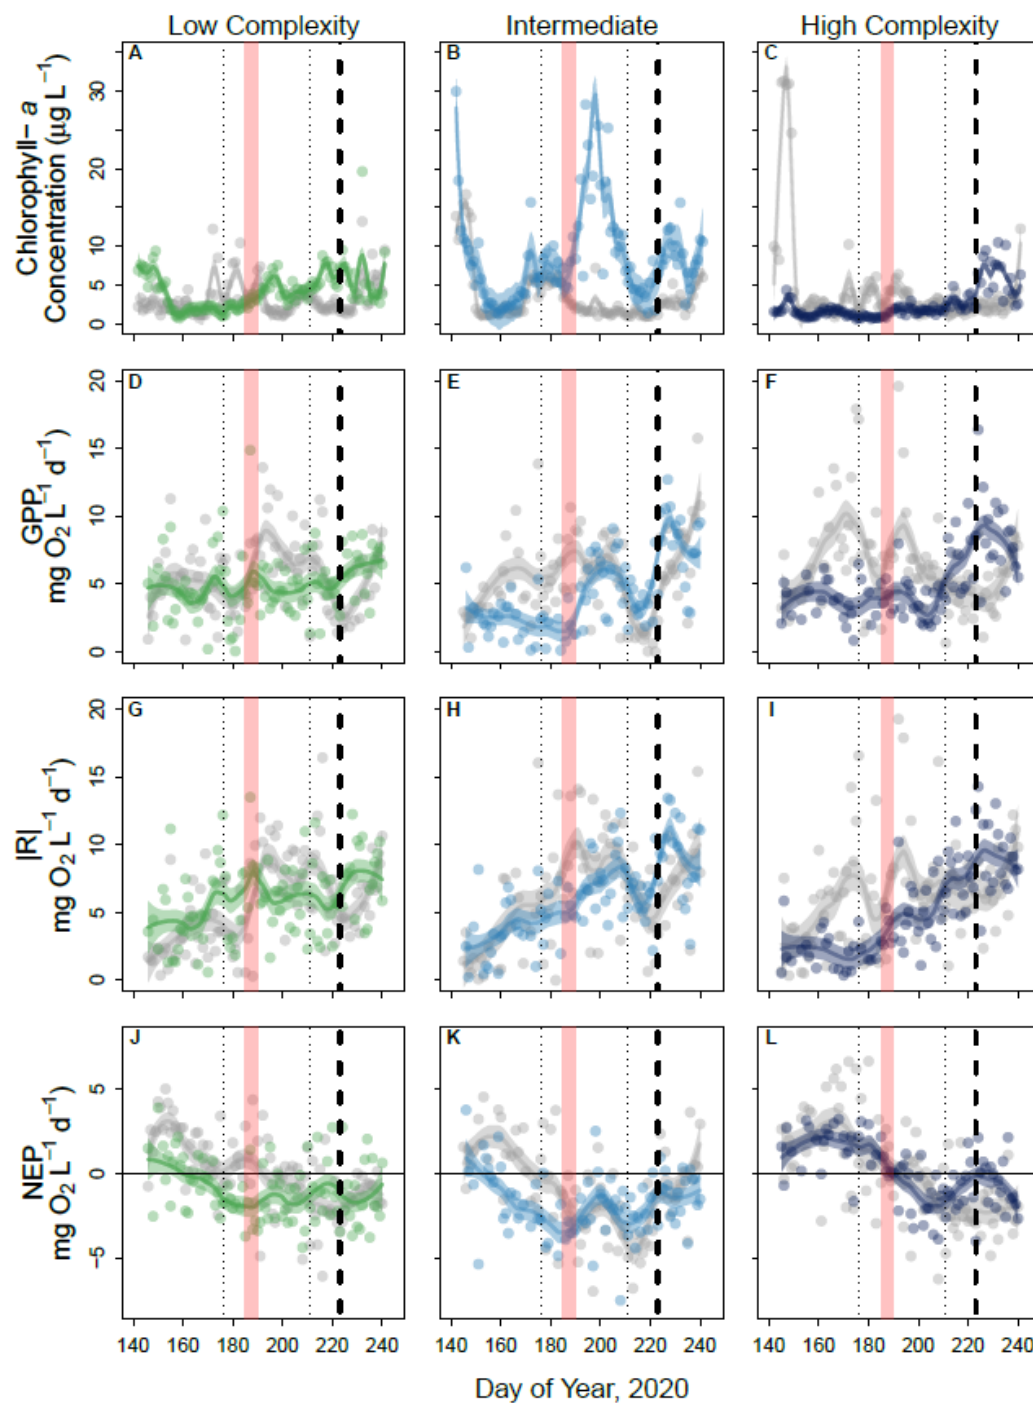 Low Complexity Intermediate High Complexity
A B C
Chlorophyll− a
Concentration (µg L−1)
30
20
10
5
0
D E F
GPP
mg O2 L−1 d−1)
20
15
10
5
0
G H I
|R|
mg O2 L−1 d−1)
20
15
10
5
0
J K L
NEP
mg O2 L−1 d−1)
5
0
−5
140 160 180 200 220 240 140 160 180 200 220 240 140 160 180 200 220 240
Day of Year, 2020